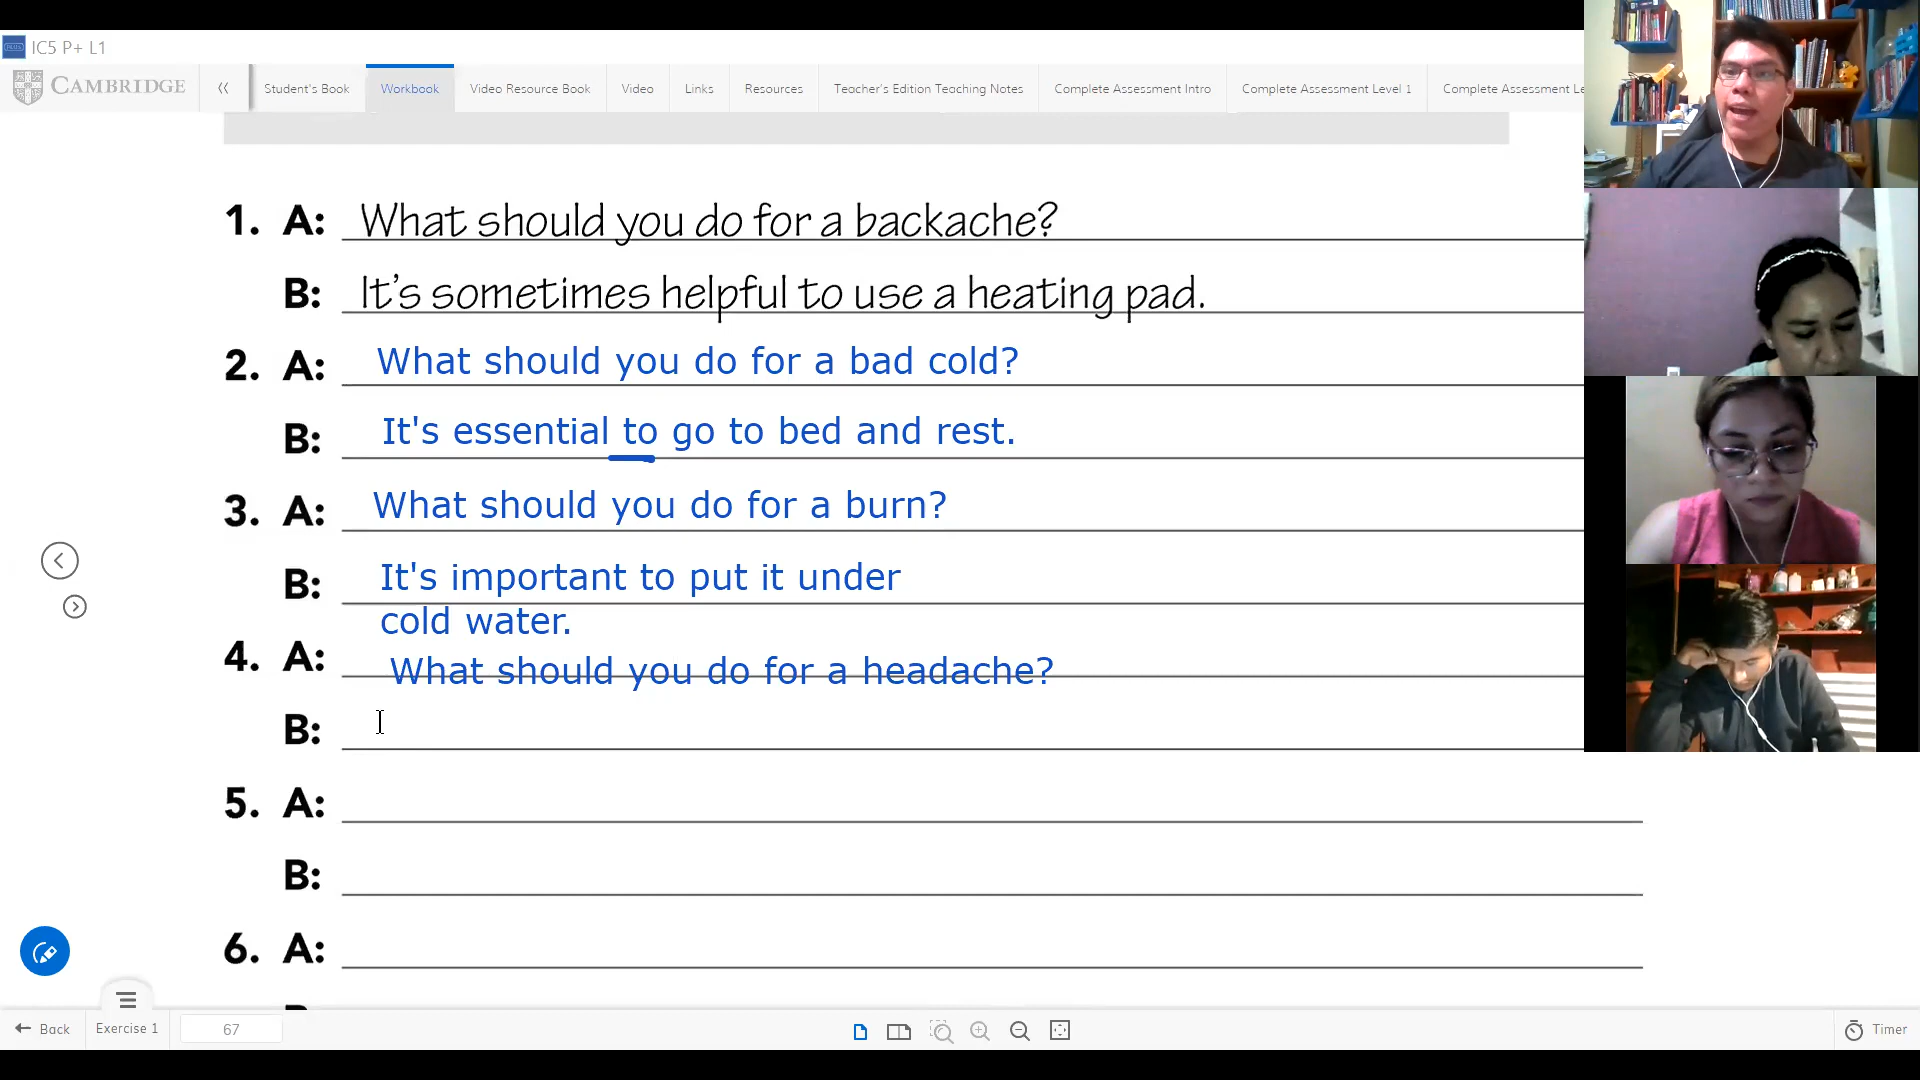 IC5 P+ L1
CAMBRIDGE
Student's Book
Workbook
Video Resource Book
Video
Links
Resources
Teacher's Edition Teaching Notes
Complete Assessment Intro
Complete Assessment Level 1
Complete Assessment Le
1. A: What should you do for a backache?
B: It's sometimes helpful to use a heating pad.
2. A: What should you do for a bad cold?
B: It's essential to go to bed and rest.
3. A: What should you do for a burn?
B: It's important to put it under
cold water.
4. A: What should you do for a headache?
B:
5. A:
B:
6. A:
Back
Exercise 1
67
Timer